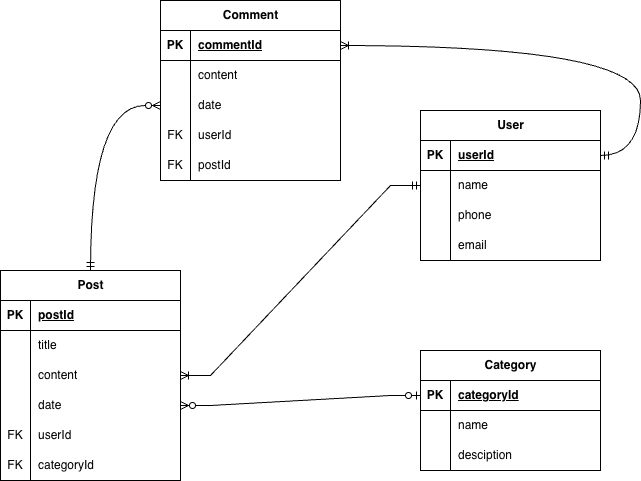 Comment
PK commentId
content
date
FK userId
FK postId
User
PK userId
name
phone
email
Post
PK postId
title
content
date
FK userId
FK categoryId
Category
PK categoryId
name
desciption